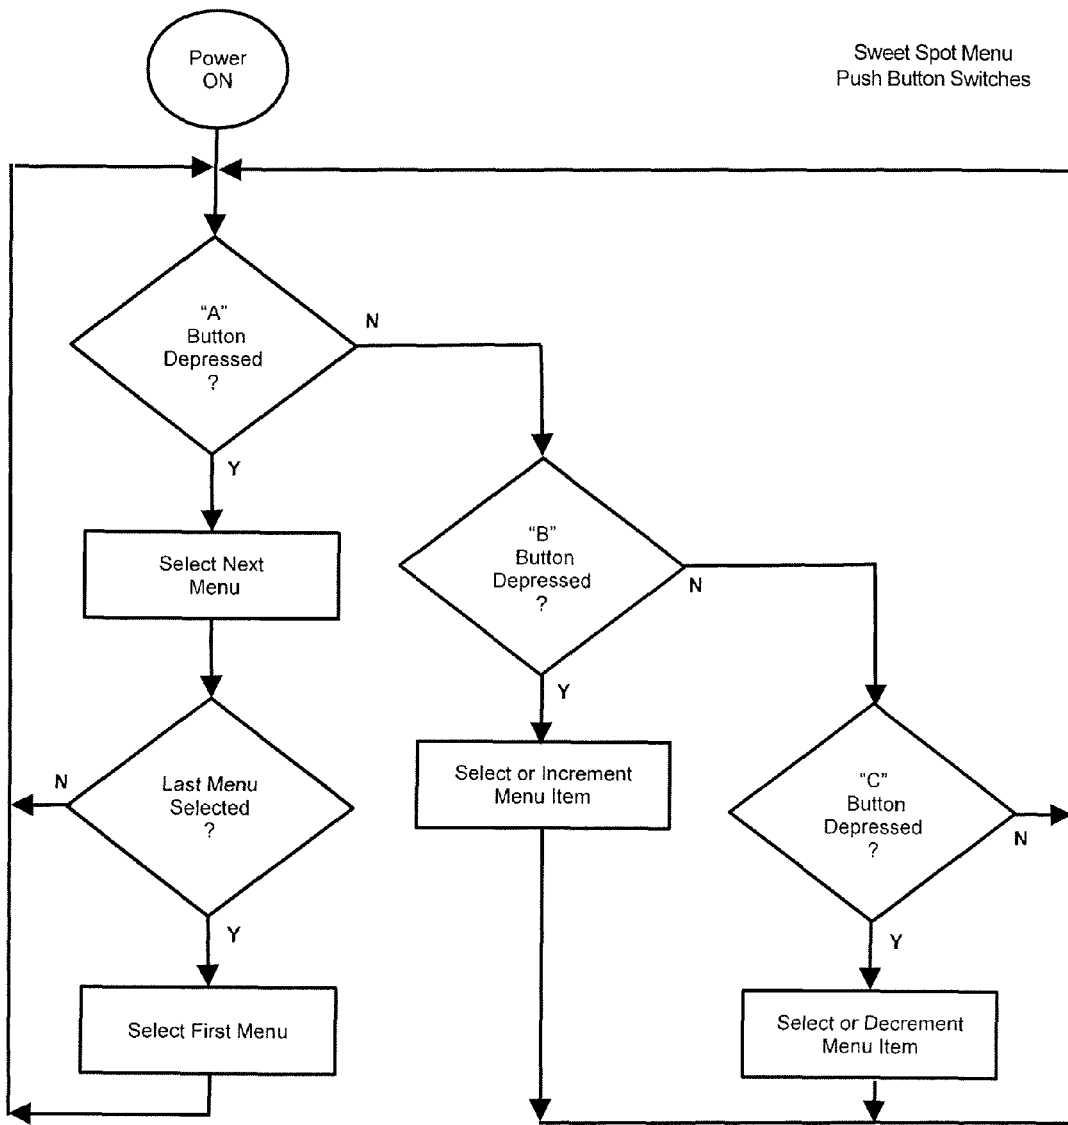 Power
ON
Sweet Spot Menu
Push Button Switches
“A”
Button
Depressed
?
N
Y
Select Next
Menu
“B”
Button
Depressed
?
N
Y
Last Menu
Selected
?
N
Y
Select or Increment
Menu Item
“C”
Button
Depressed
?
N
Y
Select First Menu
Select or Decrement
Menu Item